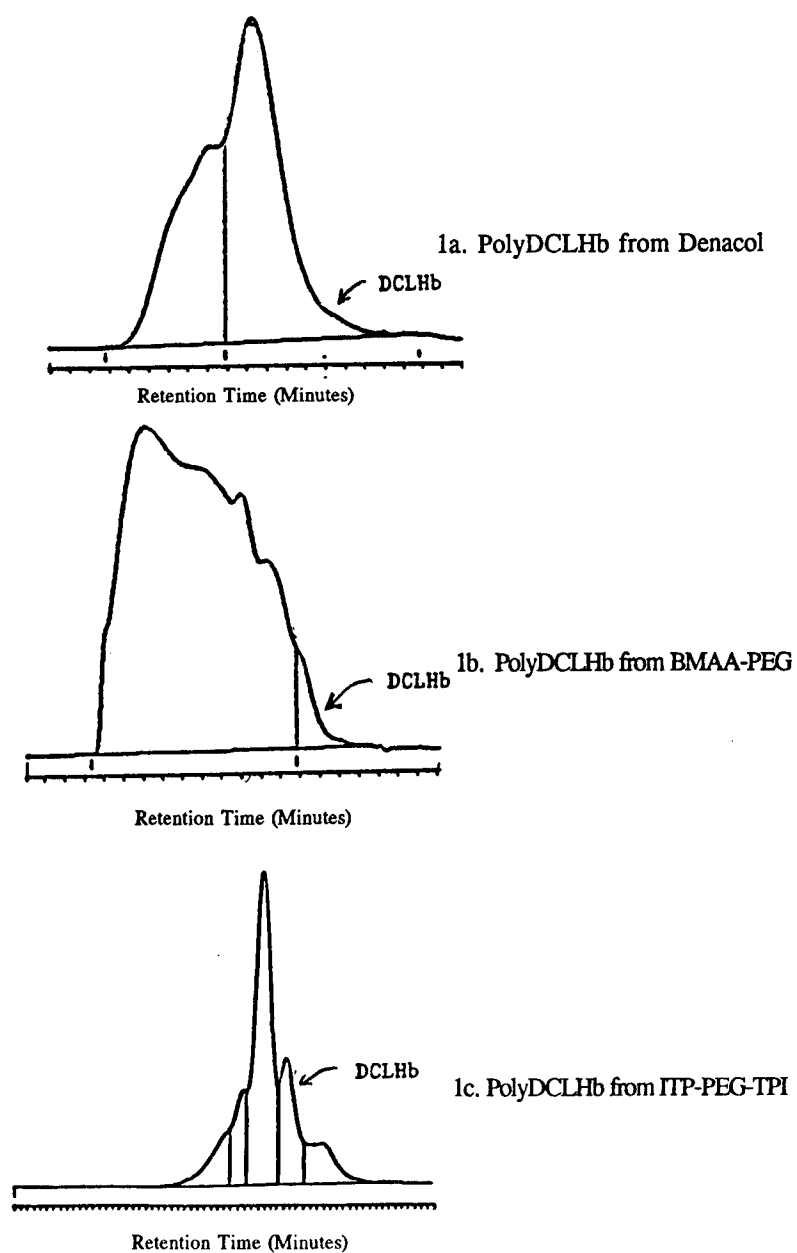 1a. PolyDCLHb from Denacol
DCLHb
Retention Time (Minutes)
DCLHb
1b. PolyDCLHb from BMAA-PEG
Retention Time (Minutes)
DCLHb
1c. PolyDCLHb from ITP-PEG-TPI
Retention Time (Minutes)